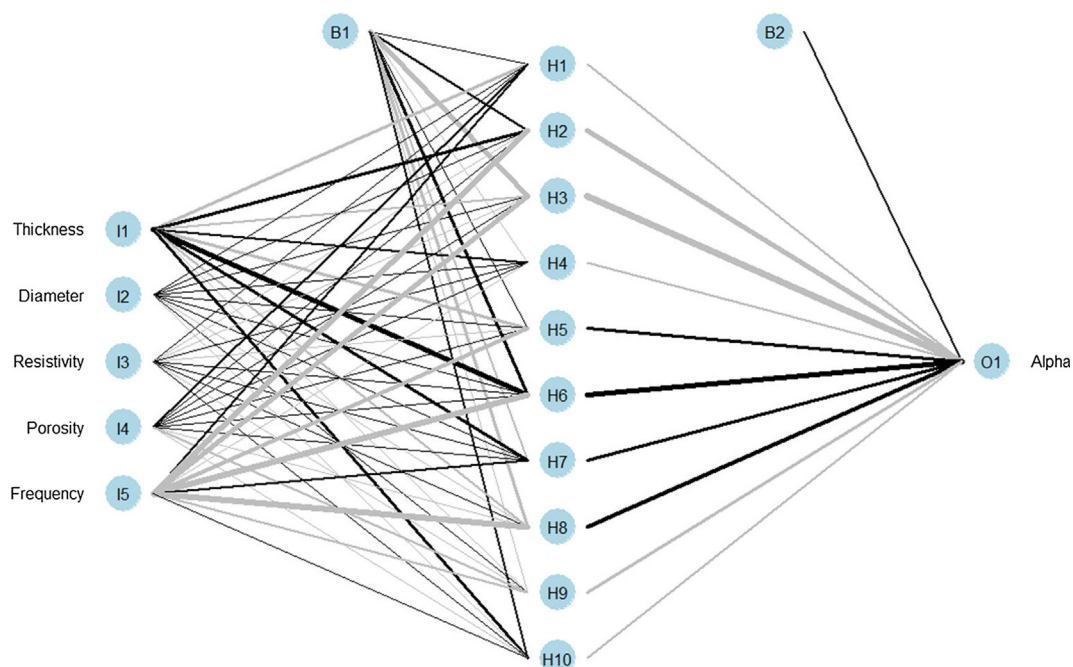 B1
B2
H1
H2
H3
Thickness I1
H4
Diameter I2
H5
Resistivity I3
O1 Alpha
H6
Porosity I4
H7
Frequency I5
H8
H9
H10